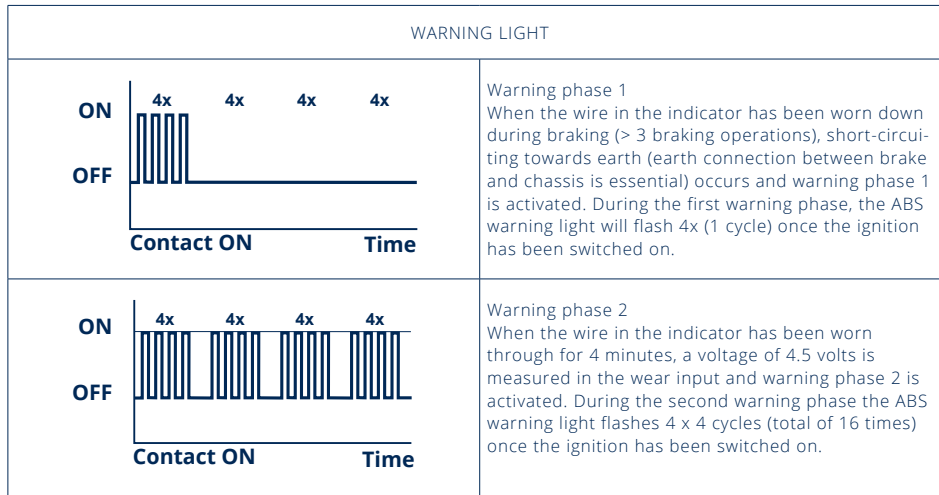 WARNING LIGHT
4x 4x 4x 4x
ON
OFF
Contact ON Time
Warning phase 1
When the wire in the indicator has been worn down
during braking (> 3 braking operations), short-circui-
ting towards earth (earth connection between brake
and chassis is essential) occurs and warning phase 1
is activated. During the first warning phase, the ABS
warning light will flash 4x (1 cycle) once the ignition
has been switched on.
4x 4x 4x 4x
ON
OFF
Contact ON Time
Warning phase 2
When the wire in the indicator has been worn
through for 4 minutes, a voltage of 4.5 volts is
measured in the wear input and warning phase 2 is
activated. During the second warning phase the ABS
warning light flashes 4 x 4 cycles (total of 16 times)
once the ignition has been switched on.